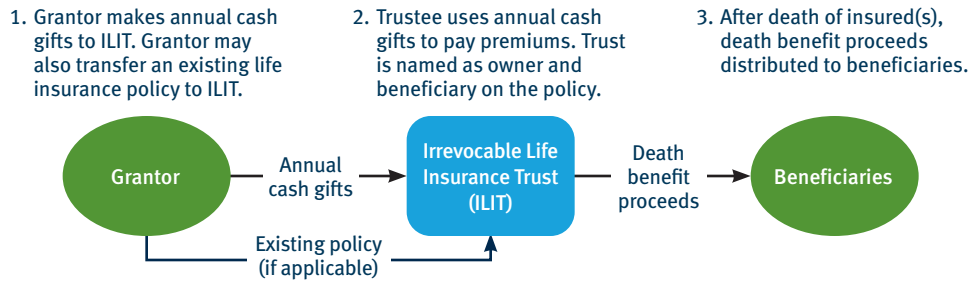 1. Grantor makes annual cash
gifts to ILIT. Grantor may
also transfer an existing life
insurance policy to ILIT.
2. Trustee uses annual cash
gifts to pay premiums. Trust
is named as owner and
beneficiary on the policy.
3. After death of insured(s),
death benefit proceeds
distributed to beneficiaries.
Grantor
Annual
cash gifts
Irrevocable Life
Insurance Trust
(ILIT)
Death
benefit
proceeds
Beneficiaries
Existing policy
(if applicable)